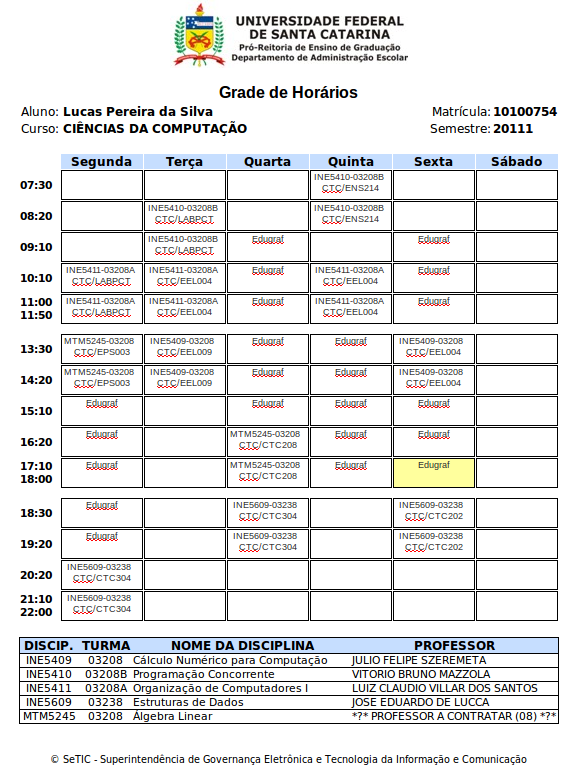 UNIVERSIDADE FEDERAL
DE SANTA CATARINA
Pró-Reitoria de Ensino de Graduação
Departamento de Administração Escolar
Grade de Horários
Aluno: Lucas Pereira da Silva Matrícula: 10100754
Curso: CIÊNCIAS DA COMPUTAÇÃO Semestre: 20111
Segunda Terça Quarta Quinta Sexta Sábado
07:30 INE5410-03208B
CTC/ENS214
08:20 INE5410-03208B INE5410-03208B
CTC/LABPCT CTC/ENS214
09:10 INE5410-03208B Edugraf Edugraf
CTC/LABPCT
10:10 INE5411-03208A INE5411-03208A Edugraf INE5411-03208A Edugraf
CTC/LABPCT CTC/EEL004 CTC/EEL004
11:00 INE5411-03208A INE5411-03208A Edugraf INE5411-03208A Edugraf
11:50 CTC/LABPCT CTC/EEL004 CTC/EEL004
13:30 MTM5245-03208 INE5409-03208 Edugraf Edugraf INE5409-03208
CTC/EPS003 CTC/EEL009 CTC/EEL004
14:20 MTM5245-03208 INE5409-03208 Edugraf Edugraf INE5409-03208
CTC/EPS003 CTC/EEL009 CTC/EEL004
15:10 Edugraf Edugraf Edugraf Edugraf
16:20 Edugraf MTM5245-03208 Edugraf Edugraf
CTC/CTC208
17:10 Edugraf MTM5245-03208 Edugraf Edugraf
18:00 CTC/CTC208
18:30 Edugraf INE5609-03238 INE5609-03238
CTC/CTC304 CTC/CTC202
19:20 Edugraf INE5609-03238 INE5609-03238
CTC/CTC304 CTC/CTC202
20:20 INE5609-03238
CTC/CTC304
21:10 INE5609-03238
22:00 CTC/CTC304
DISCIP. TURMA NOME DA DISCIPLINA PROFESSOR
INE5409 03208 Cálculo Numérico para Computação JULIO FELIPE SZEREMETA
INE5410 03208B Programação Concorrente VITORIO BRUNO MAZZOLA
INE5411 03208A Organização de Computadores I LUIZ CLAUDIO VILLAR DOS SANTOS
INE5609 03238 Estruturas de Dados JOSE EDUARDO DE LUCCA
MTM5245 03208 Álgebra Linear *?* PROFESSOR A CONTRATAR (08) *?*
© SeTIC - Superintendência de Governança Eletrônica e Tecnologia da Informação e Comunicação